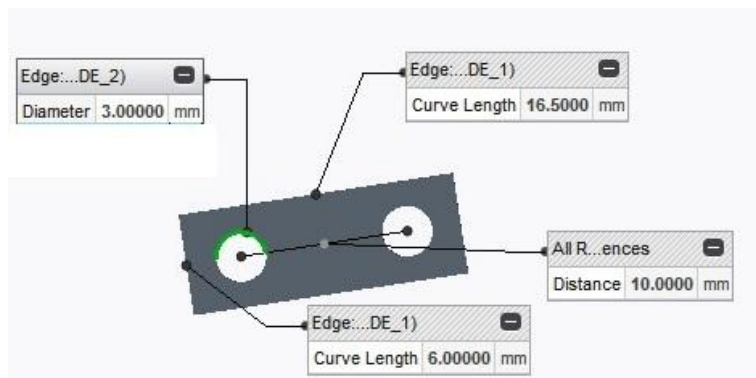 Edge:...DE_2)
Diameter 3.00000 mm
Edge:...DE_1)
Curve Length 16.5000 mm
All R...ences
Distance 10.0000 mm
Edge:...DE_1)
Curve Length 6.00000 mm